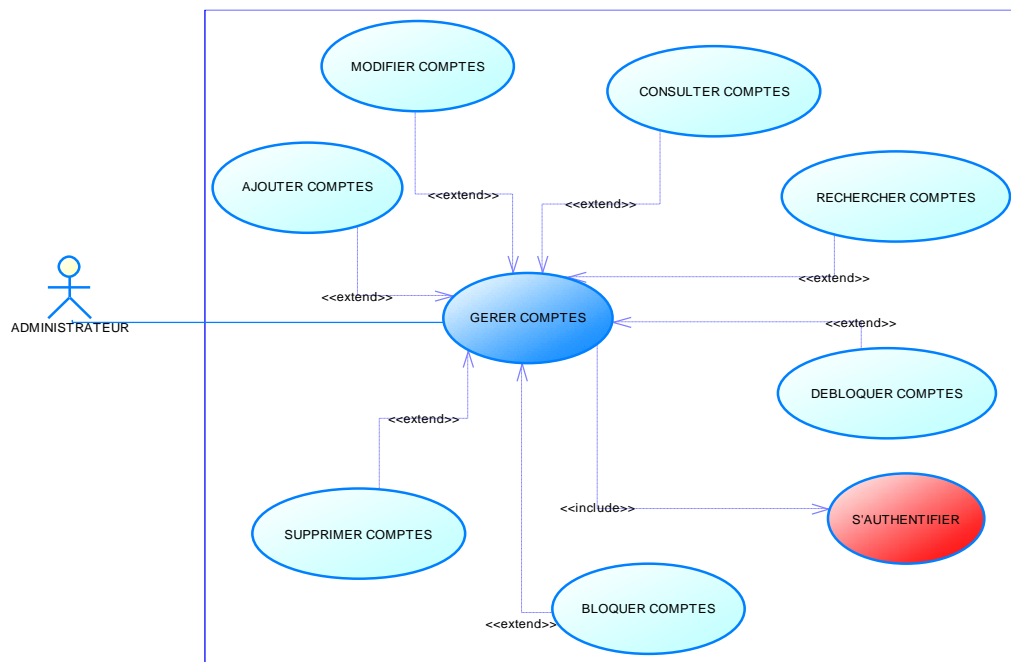 MODIFIER COMPTES
CONSULTER COMPTES
AJOUTER COMPTES
<<extend>>
<<extend>>
RECHERCHER COMPTES
<<extend>>
<<extend>>
ADMINISTRATEUR
GERER COMPTES
<<extend>>
DEBLOQUER COMPTES
<<extend>>
SUPPRIMER COMPTES
<<include>>
S'AUTHENTIFIER
BLOQUER COMPTES
<<extend>>